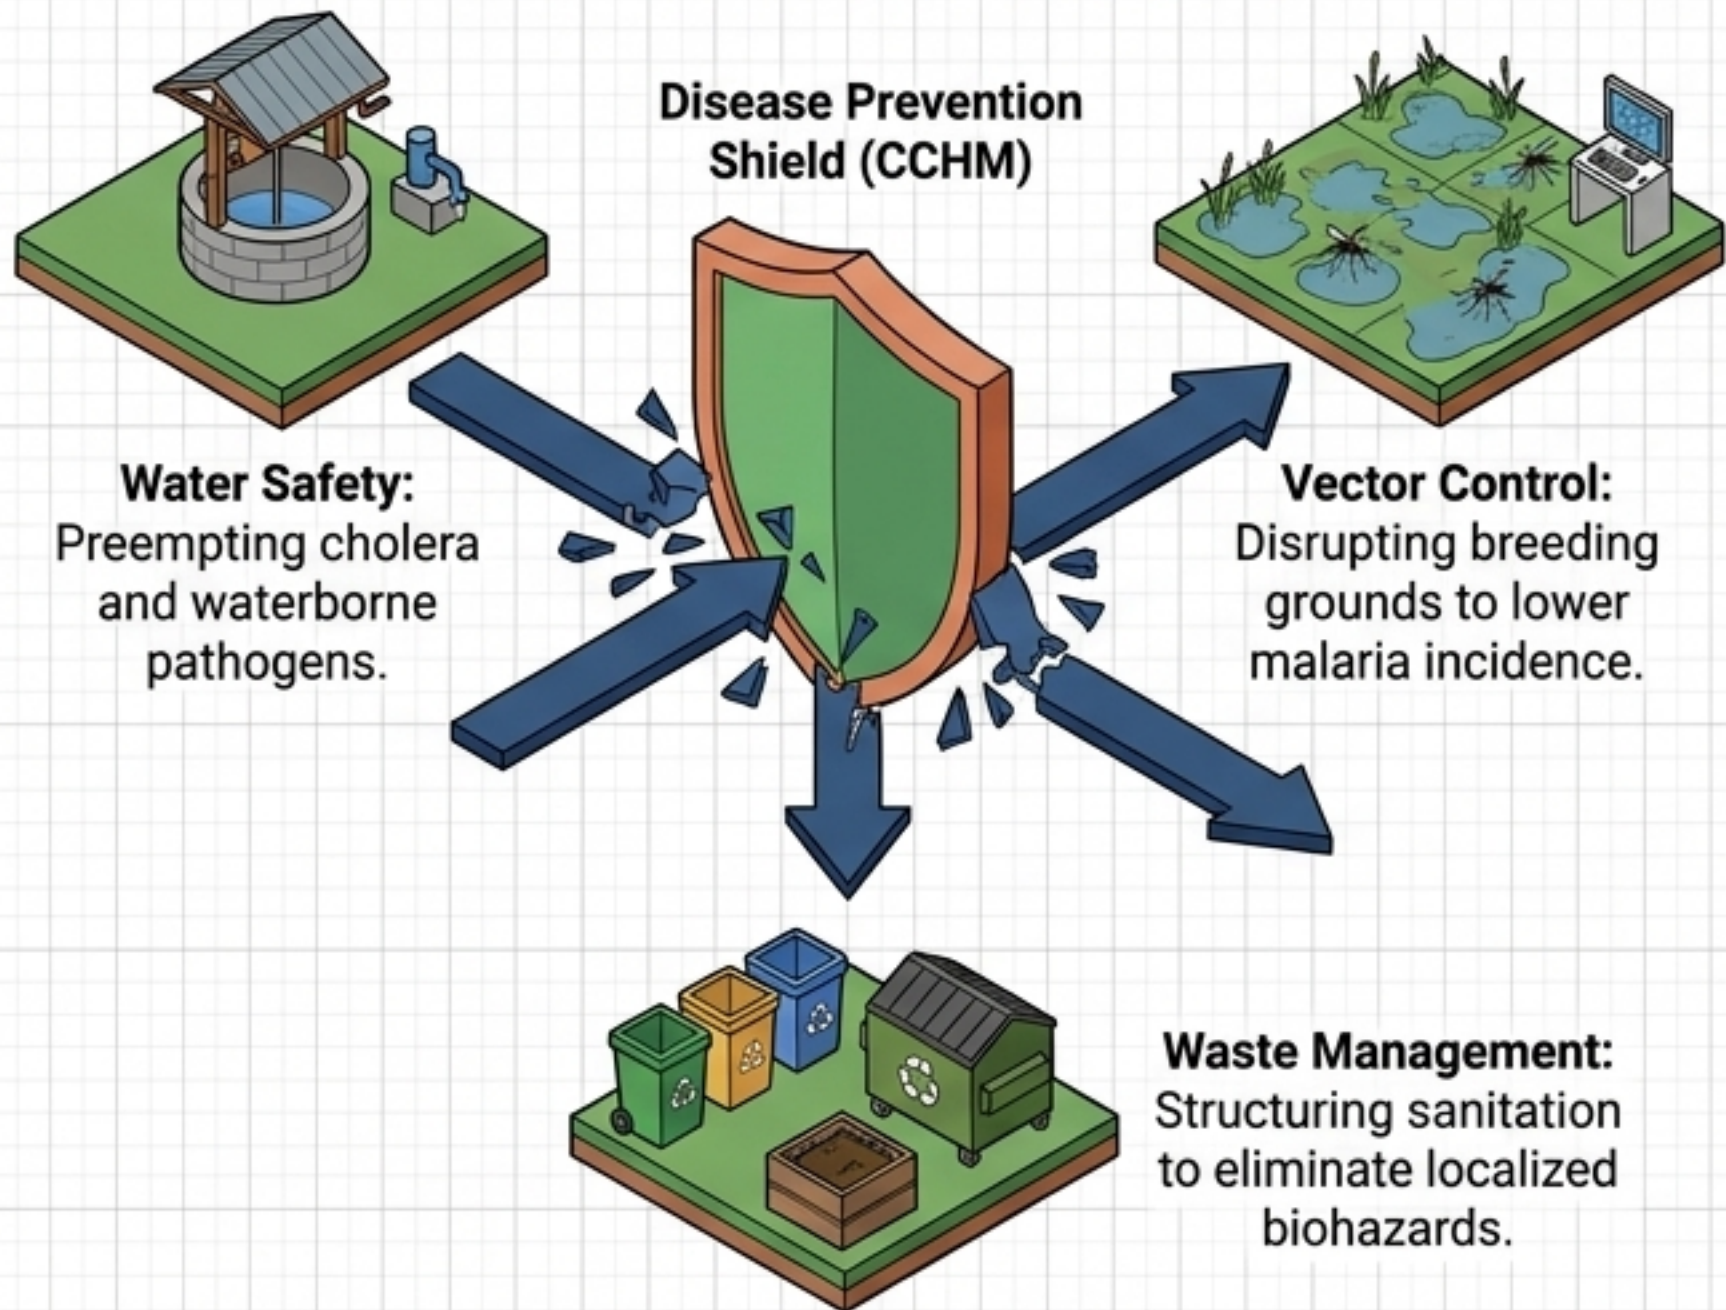 Disease Prevention
Shield (CCHM)
Water Safety:
Preempting cholera
and waterborne
pathogens.
Vector Control:
Disrupting breeding
grounds to lower
malaria incidence.
Waste Management:
Structuring sanitation
to eliminate localized
biohazards.